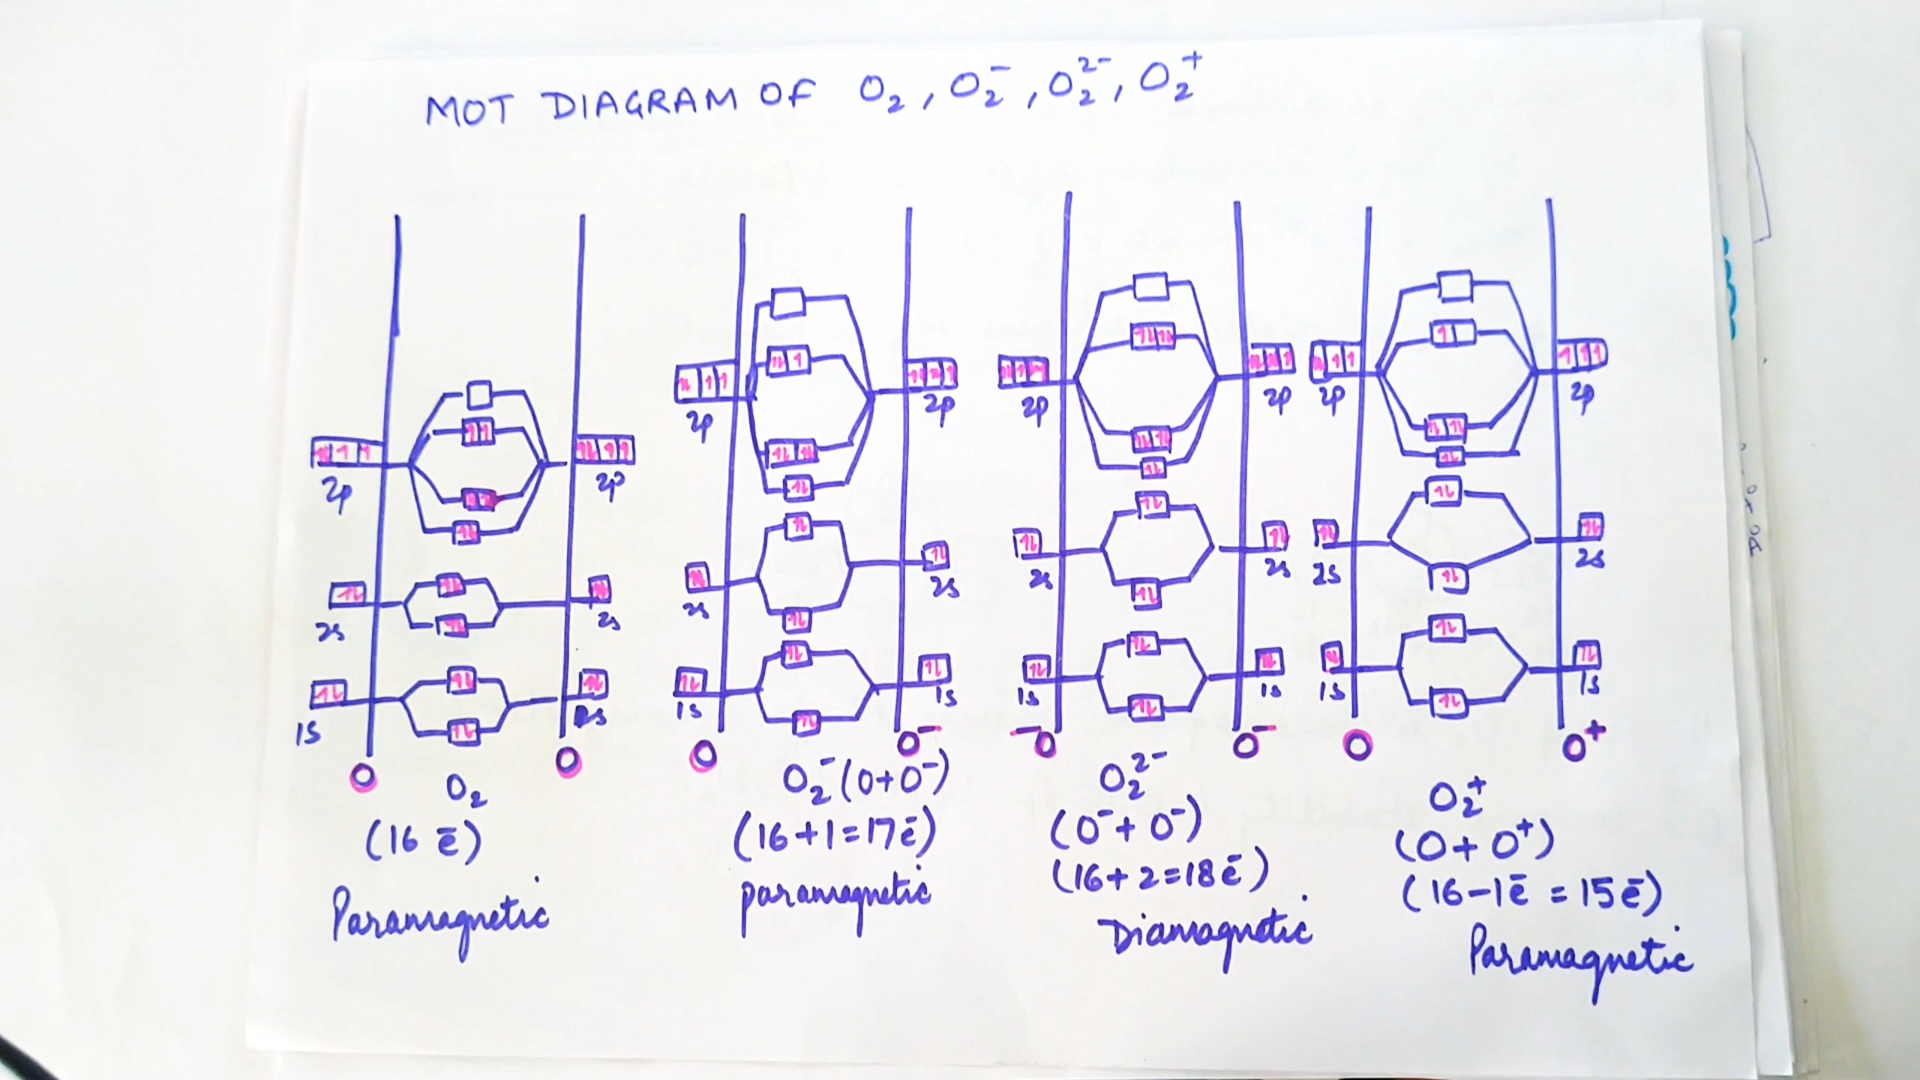 MOT DIAGRAM OF O₂, O₂⁻, O₂²⁻, O₂⁺
2p 2p
2s 2s
1s
O O
O₂
(16 ē)
Paramagnetic
2p 2p
2s 2s
1s 1s
O O⁻
O₂⁻(O+O⁻)
(16+1=17ē)
paramagnetic
2p 2p
2s 2s
1s 1s
⁻O O⁻
O₂²⁻
(O⁻+O⁻)
(16+2=18ē)
Diamagnetic
2p 2p
2s 2s
1s 1s
O O⁺
O₂⁺
(O+O⁺)
(16-1ē = 15ē)
Paramagnetic